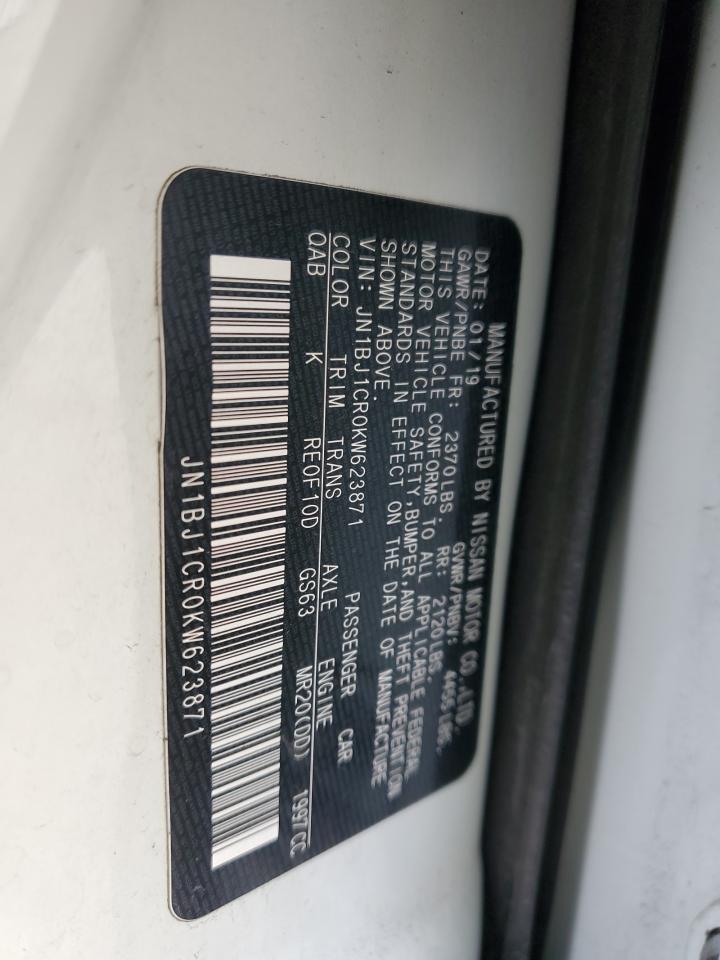 MANUFACTURED BY NISSAN MOTOR CO.,LTD.
DATE: 01/19 GVWR/PNBV: 4455 LBS.
GAWR/PNBE FR: 2370LBS. RR: 2120LBS.
THIS VEHICLE CONFORMS TO ALL APPLICABLE FEDERAL
MOTOR VEHICLE SAFETY,BUMPER,AND THEFT PREVENTION
STANDARDS IN EFFECT ON THE DATE OF MANUFACTURE
SHOWN ABOVE.
VIN: JN1BJ1CR0KW623871 PASSENGER CAR
COLOR TRIM TRANS AXLE ENGINE
QAB K RE0F10D GS63 MR20(DD) 1997CC
JN1BJ1CR0KW623871